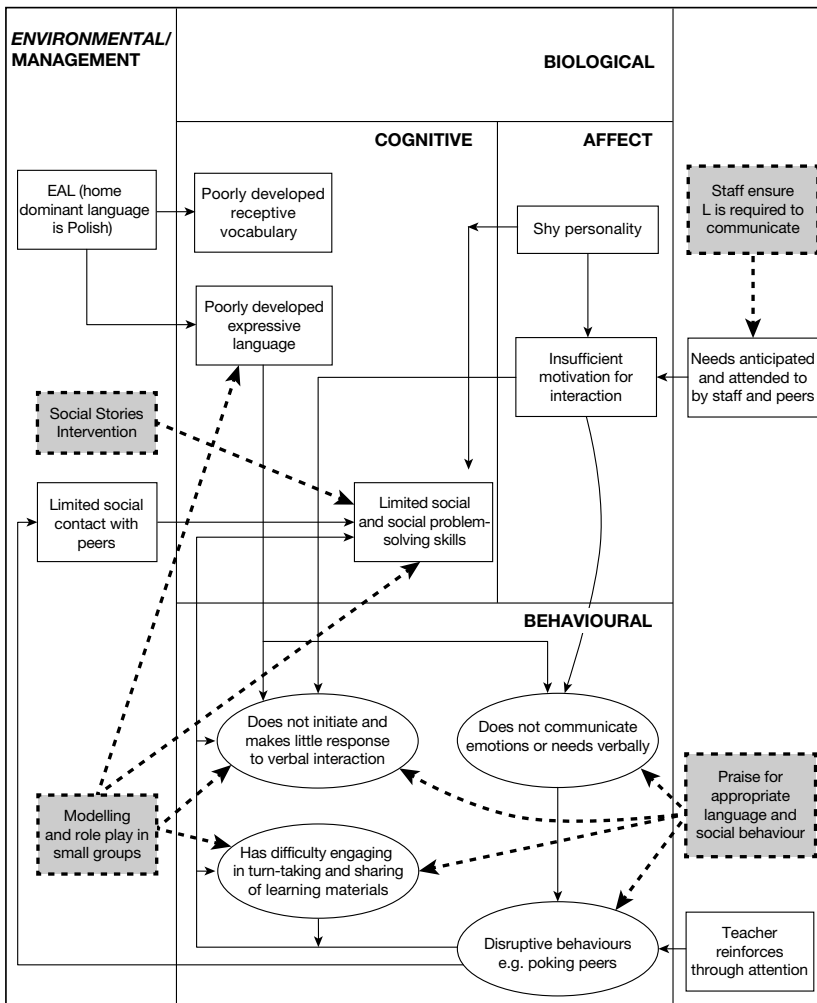 ENVIRONMENTAL/
MANAGEMENT
BIOLOGICAL
COGNITIVE
AFFECT
EAL (home
dominant language
is Polish)
Poorly developed
receptive
vocabulary
Shy personality
Staff ensure
L is required to
communicate
Poorly developed
expressive
language
Insufficient
motivation for
interaction
Needs anticipated
and attended to
by staff and peers
Social Stories
Intervention
Limited social
contact with
peers
Limited social
and social problem-
solving skills
BEHAVIOURAL
Does not initiate and
makes little response
to verbal interaction
Does not communicate
emotions or needs verbally
Modelling
and role play in
small groups
Praise for
appropriate
language and
social behaviour
Has difficulty engaging
in turn-taking and sharing
of learning materials
Disruptive behaviours
e.g. poking peers
Teacher
reinforces
through attention